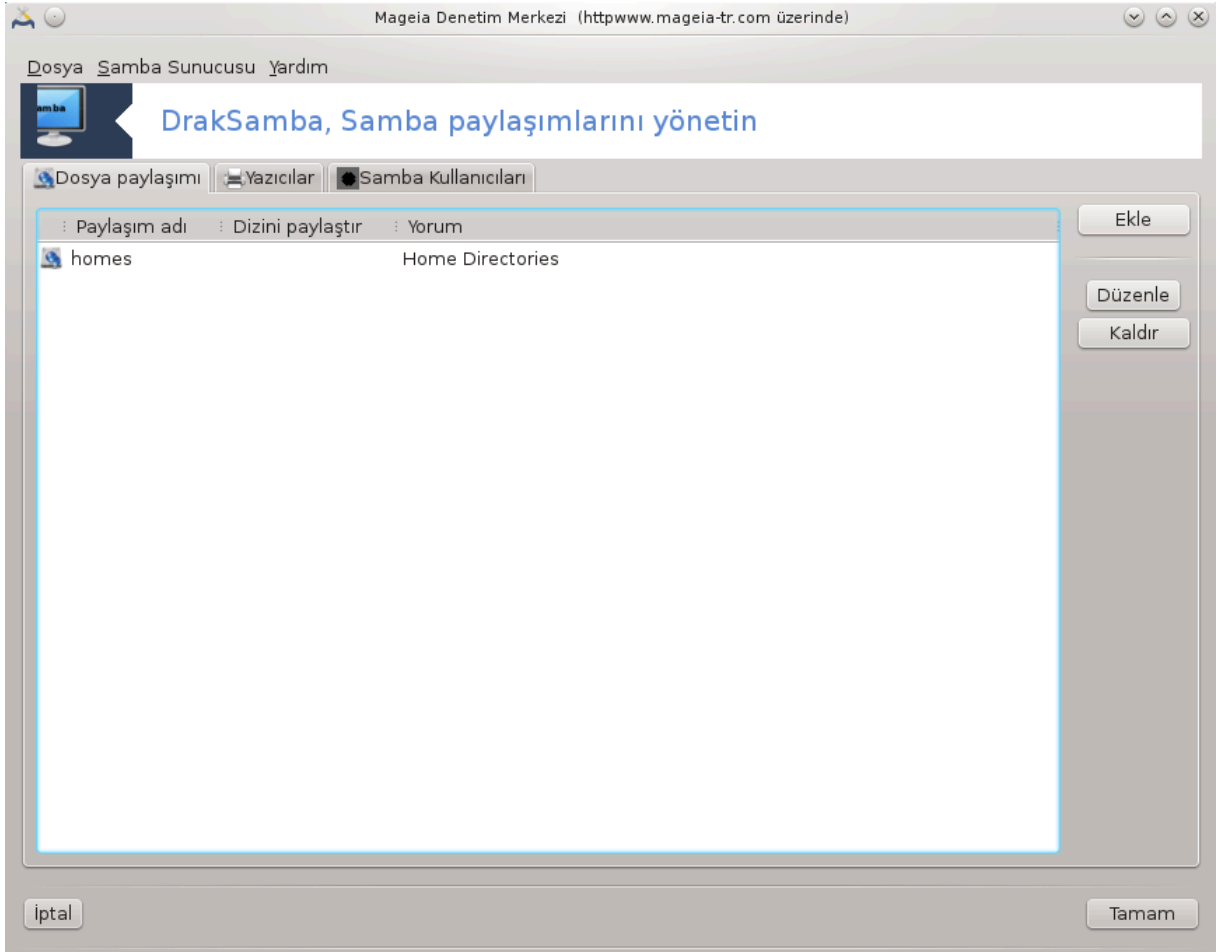 Mageia Denetim Merkezi (httpwww.mageia-tr.com üzerinde)
Dosya Samba Sunucusu Yardım
amba
DrakSamba, Samba paylaşımlarını yönetin
Dosya paylaşımı Yazıcılar Samba Kullanıcıları
Paylaşım adı Dizini paylaştır Yorum
homes Home Directories
Ekle
Düzenle
Kaldır
İptal Tamam